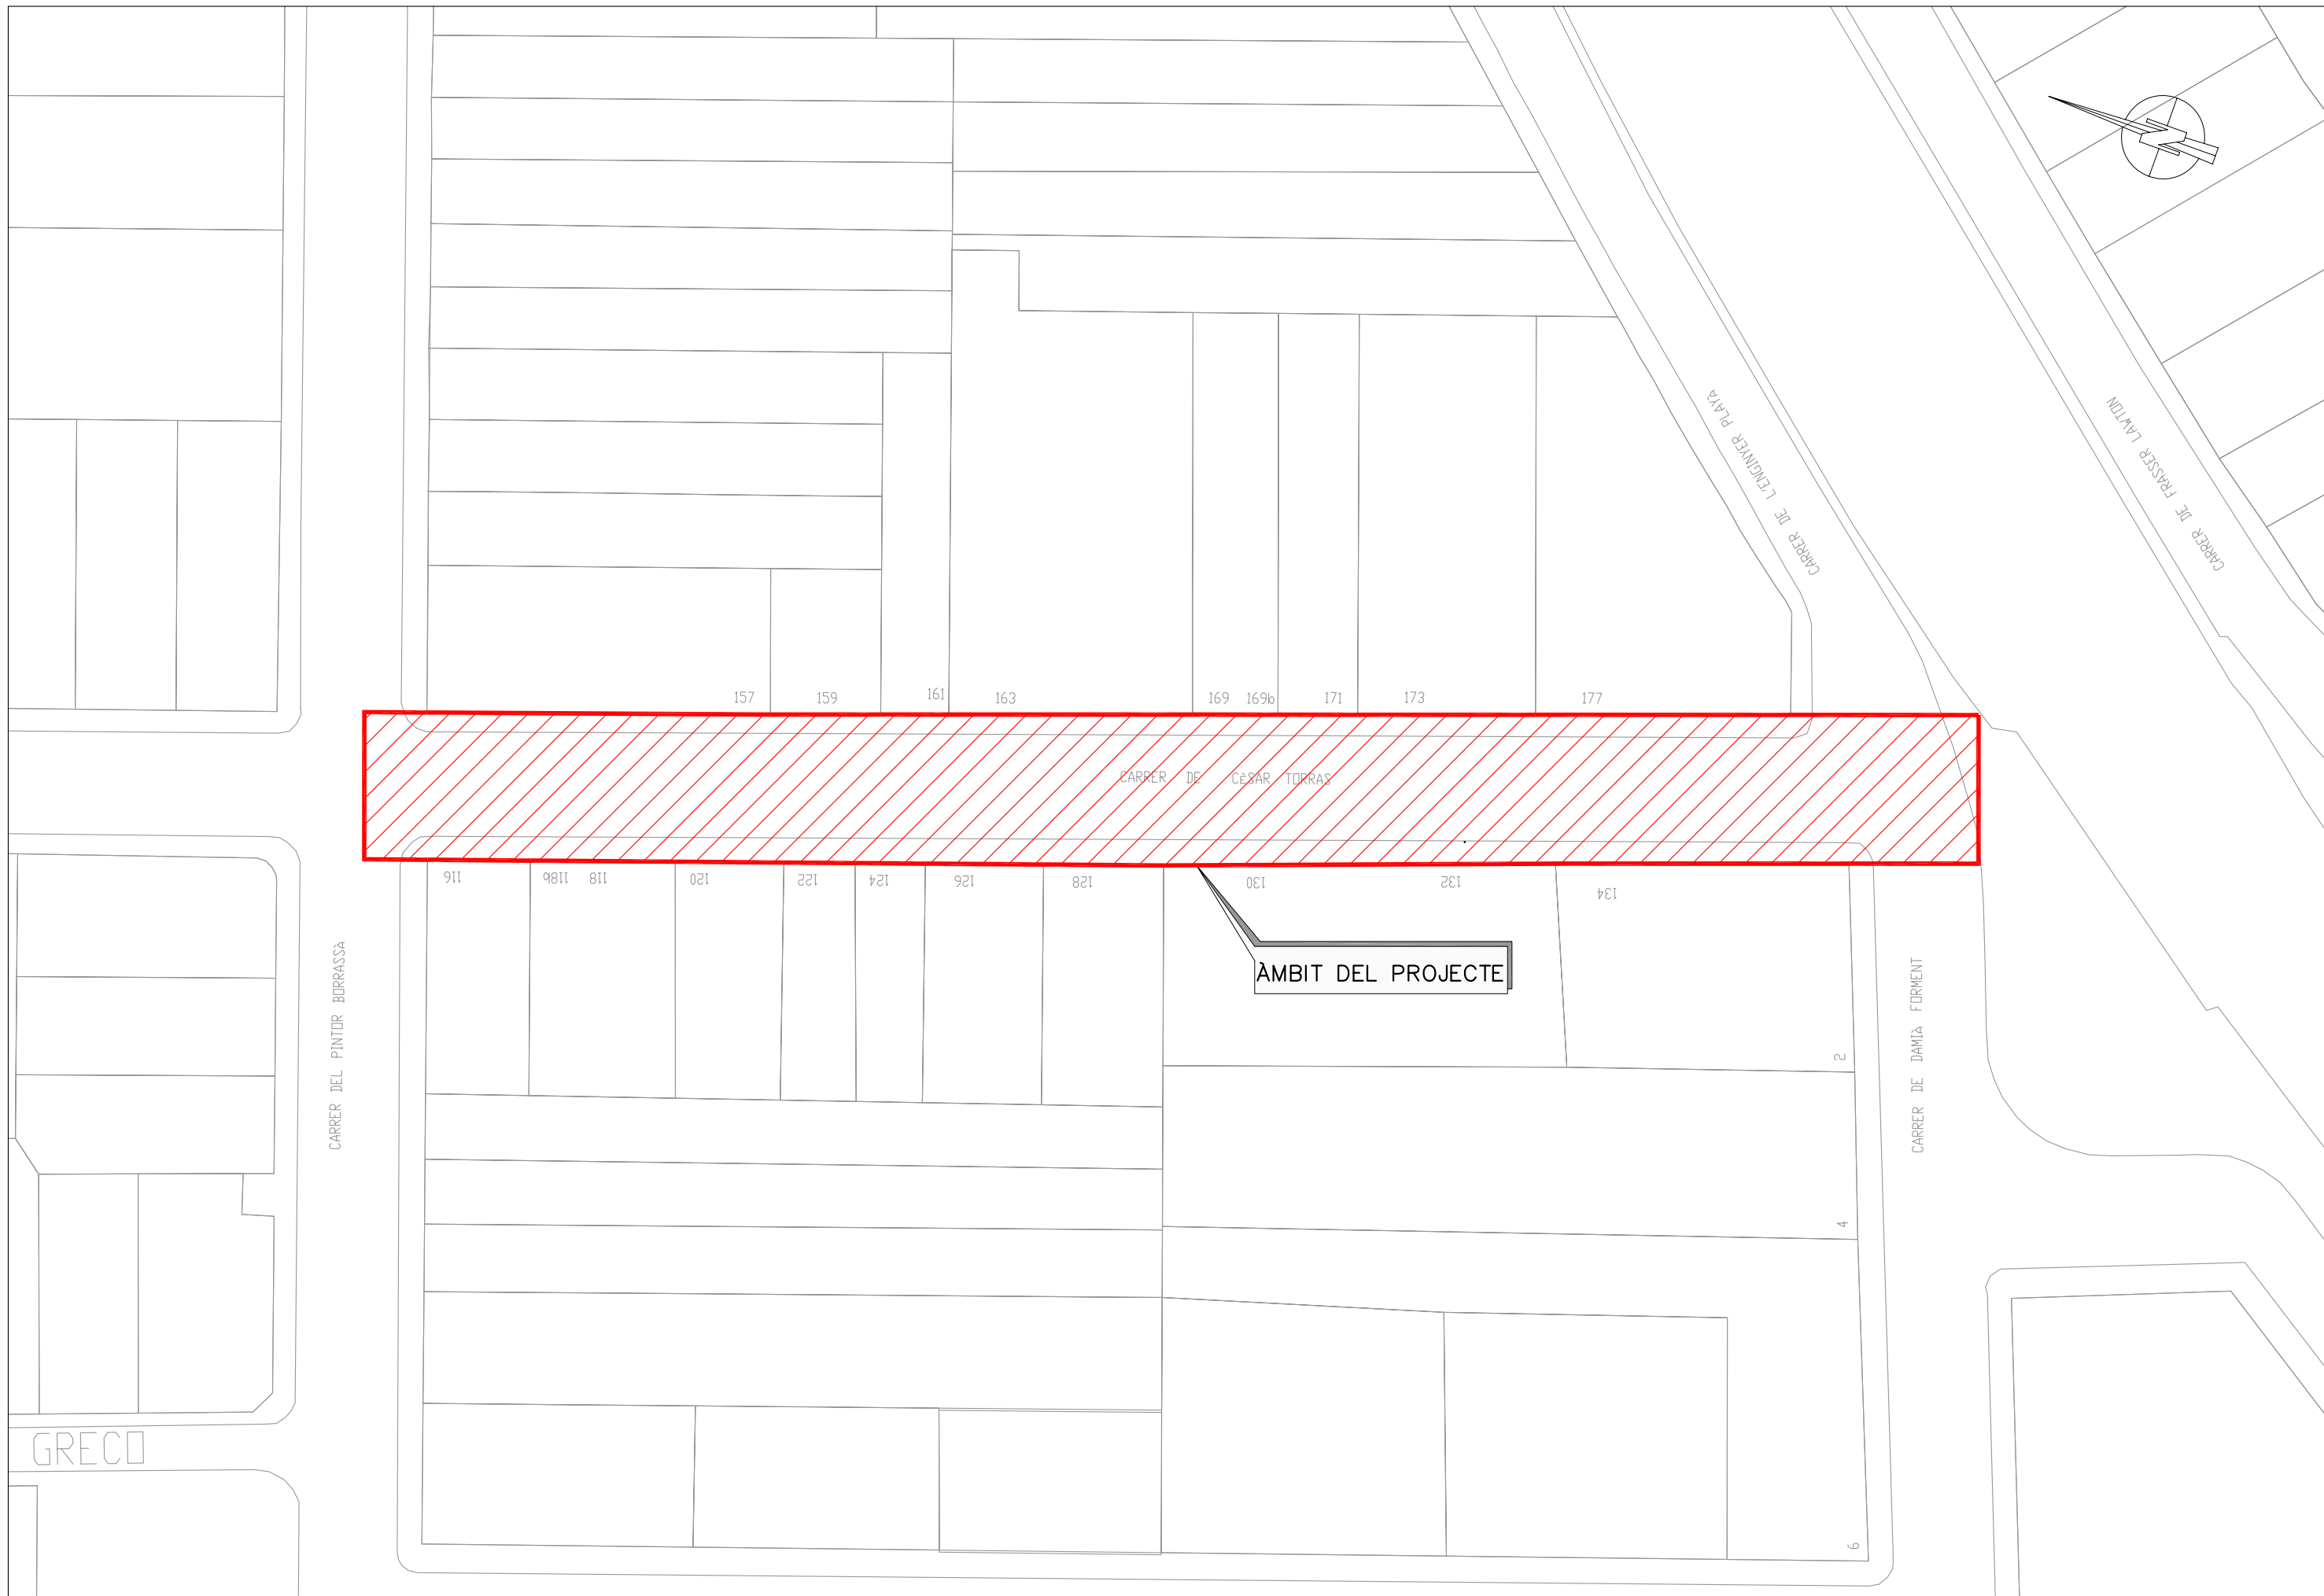 CARRER DE L'ENGINYER PLAYÀ
CARRER DE FRASSER LAWTON
157
159
161
163
169
169b
171
173
177
CARRER DE CèSAR TORRAS
116
118b
118
120
122
124
126
128
130
132
134
ÀMBIT DEL PROJECTE
CARRER DEL PINTOR BORRASSÀ
CARRER DE DAMIÀ FORMENT
2
4
6
GRECO